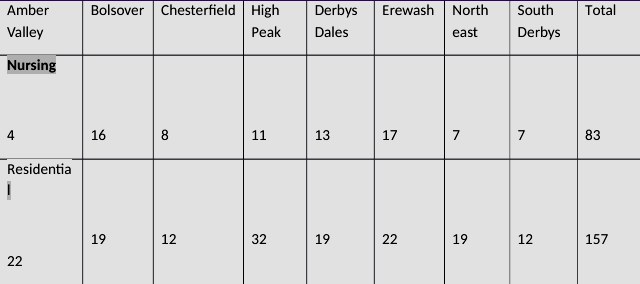 Amber Valley Bolsover Chesterfield High Peak Derbys Dales Erewash North east South Derbys Total
Nursing
4 16 8 11 13 17 7 7 83
Residential
22 19 12 32 19 22 19 12 157